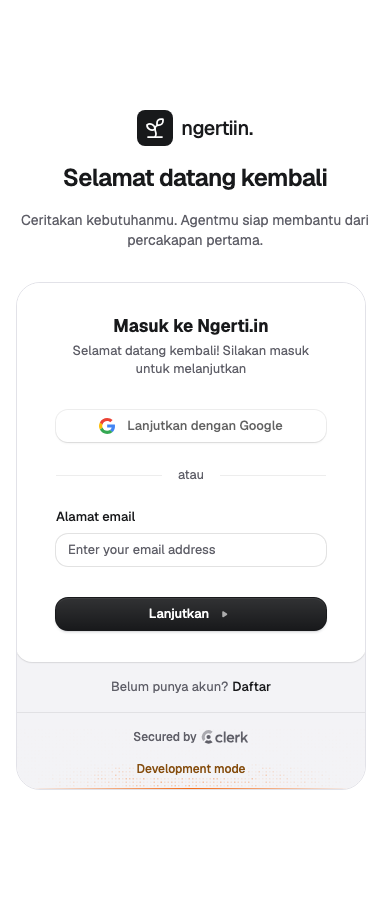 ngertiin.
Selamat datang kembali
Ceritakan kebutuhanmu. Agentmu siap membantu dari
percakapan pertama.
Masuk ke Ngerti.in
Selamat datang kembali! Silakan masuk
untuk melanjutkan
Lanjutkan dengan Google
atau
Alamat email
Enter your email address
Lanjutkan
Belum punya akun? Daftar
Secured by clerk
Development mode